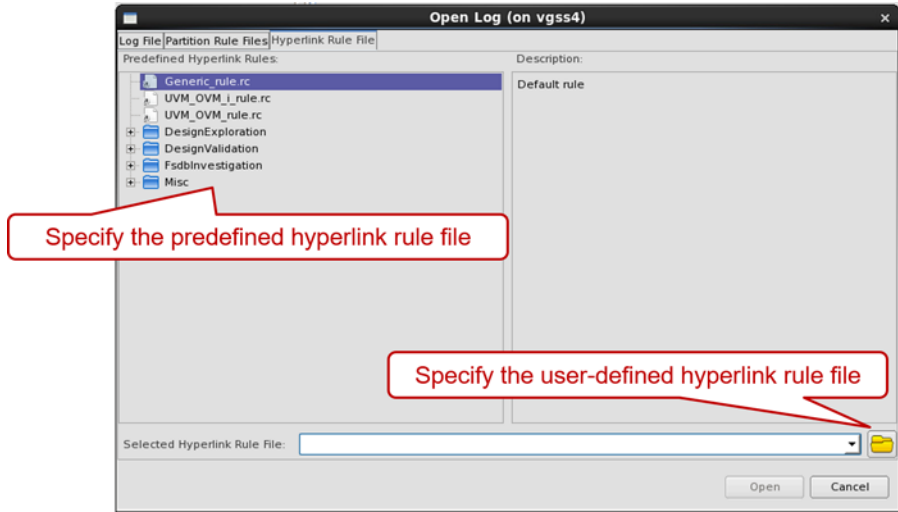 Open Log (on vgss4)
Log File Partition Rule Files Hyperlink Rule File
Predefined Hyperlink Rules:
Description:
Generic_rule.rc
Default rule
UVM_OVM_i_rule.rc
UVM_OVM_rule.rc
DesignExploration
DesignValidation
FsdbInvestigation
Misc
Specify the predefined hyperlink rule file
Specify the user-defined hyperlink rule file
Selected Hyperlink Rule File:
Open
Cancel